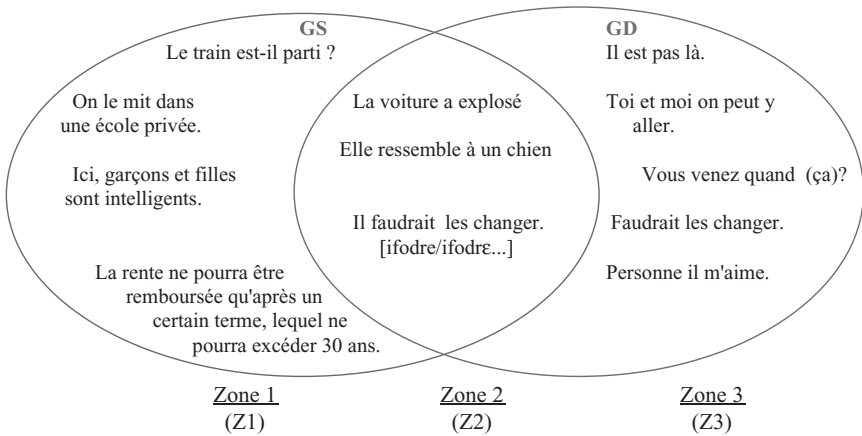 GS
Le train est-il parti ?
On le mit dans
une école privée.
Ici, garçons et filles
sont intelligents.
La rente ne pourra être
remboursée qu'après un
certain terme, lequel ne
pourra excéder 30 ans.
La voiture a explosé
Elle ressemble à un chien
Il faudrait les changer.
[ifodre/ifodrɛ...]
GD
Il est pas là.
Toi et moi on peut y
aller.
Vous venez quand (ça)?
Faudrait les changer.
Personne il m'aime.
Zone 1
(Z1)
Zone 2
(Z2)
Zone 3
(Z3)